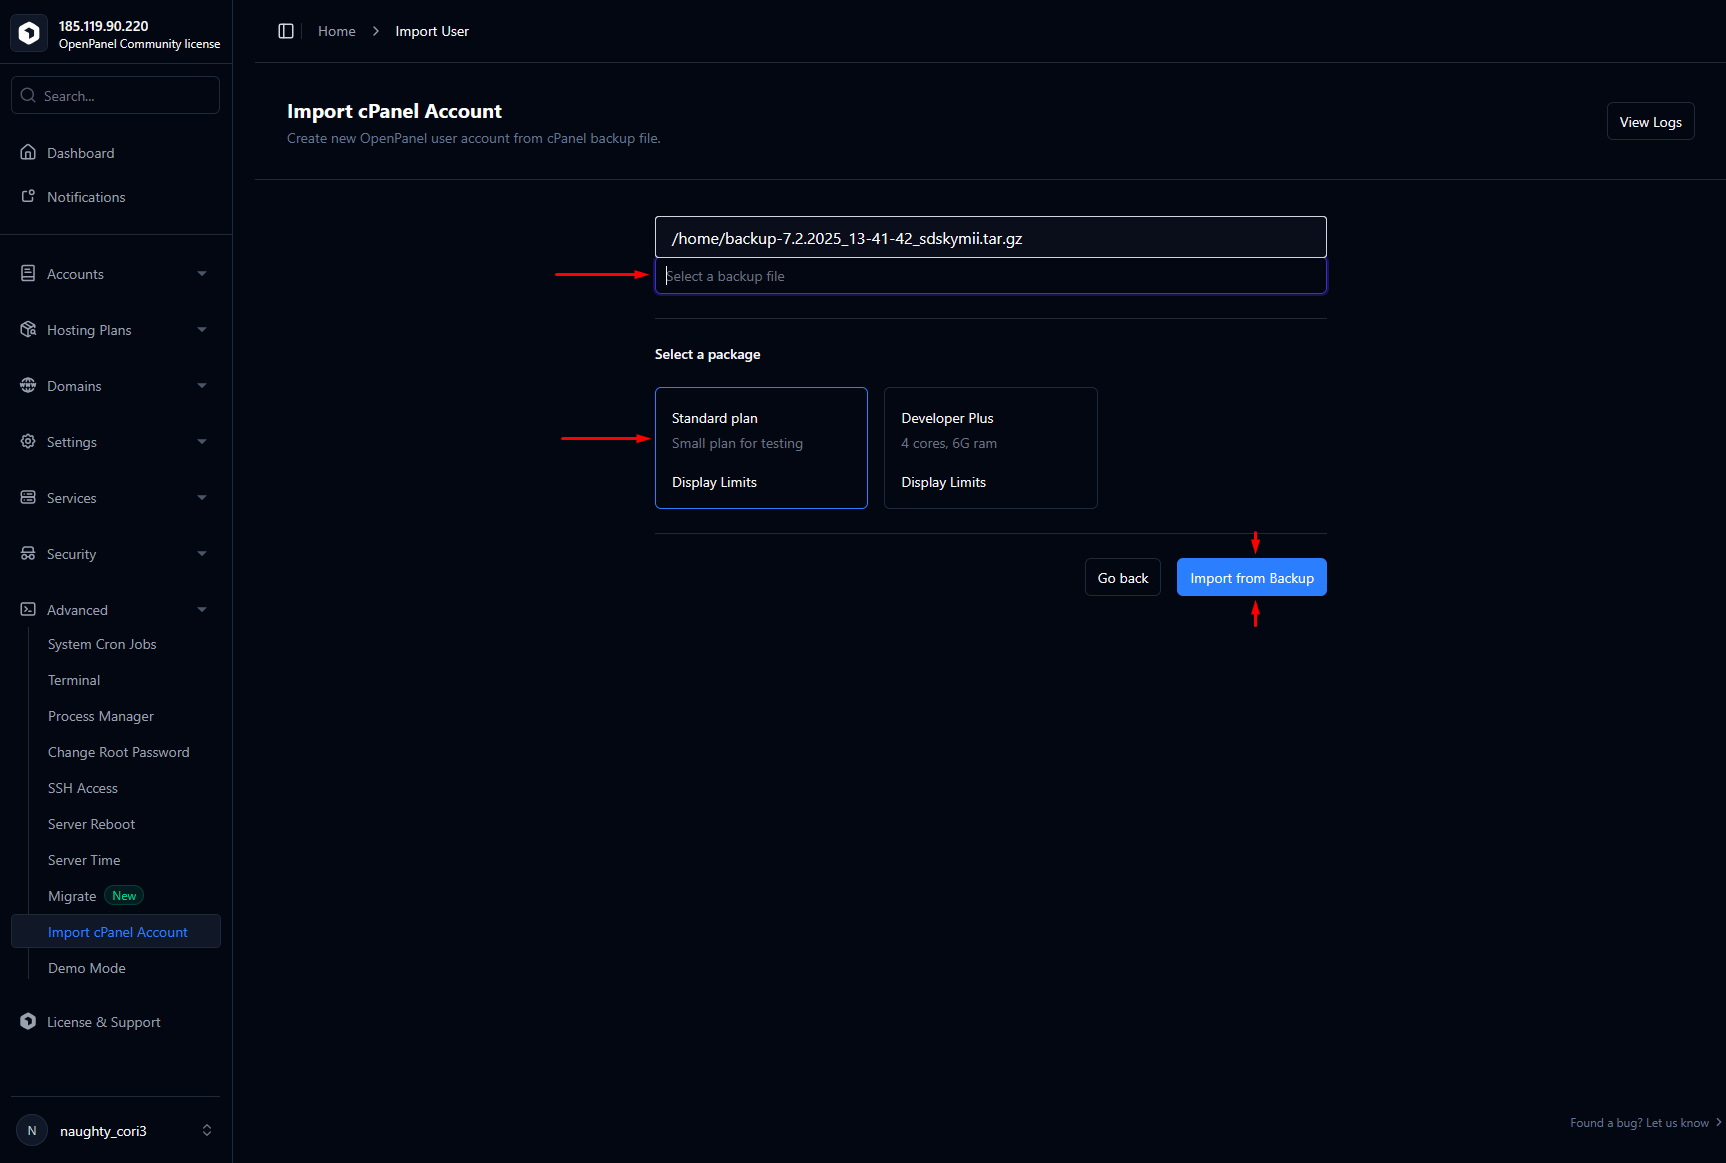 185.119.90.220
OpenPanel Community license
Search...
Dashboard
Notifications
Accounts
Hosting Plans
Domains
Settings
Services
Security
Advanced
System Cron Jobs
Terminal
Process Manager
Change Root Password
SSH Access
Server Reboot
Server Time
Migrate New
Import cPanel Account
Demo Mode
License & Support
N naughty_cori3
Home > Import User
Import cPanel Account
Create new OpenPanel user account from cPanel backup file.
View Logs
/home/backup-7.2.2025_13-41-42_sdskymii.tar.gz
Select a backup file
Select a package
Standard plan
Small plan for testing
Display Limits
Developer Plus
4 cores, 6G ram
Display Limits
Go back
Import from Backup
Found a bug? Let us know >